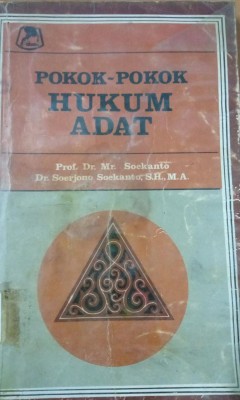 POKOK-POKOK
HUKUM
ADAT
Prof. Dr. Mr. Soekanto
Dr. Soerjono Soekanto, S.H., M.A.